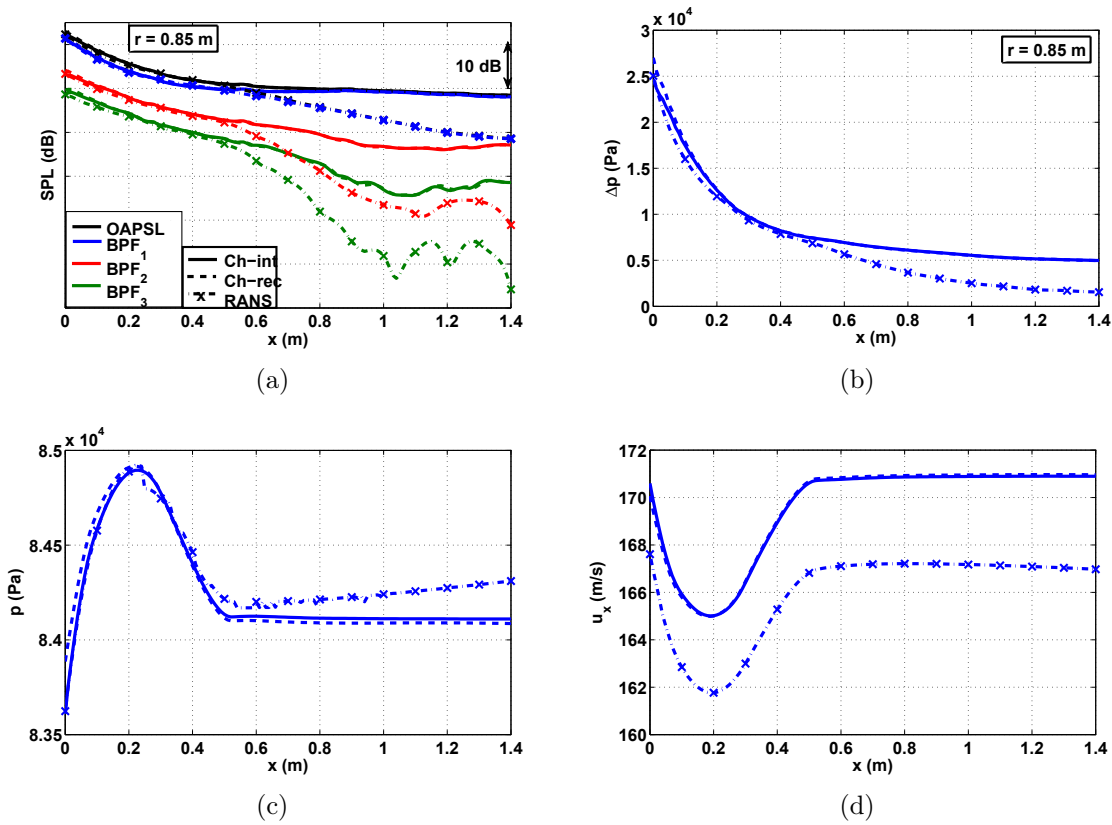 r = 0.85 m
10 dB
SPL (dB)
OAPSL
BPF1
BPF2
BPF3
Ch-int
Ch-rec
RANS
0 0.2 0.4 0.6 0.8 1.0 1.2 1.4
x (m)
(a)
x 10^4
r = 0.85 m
3
2.5
2
1.5
1
0.5
0
Δp (Pa)
0 0.2 0.4 0.6 0.8 1 1.2 1.4
x (m)
(b)
x 10^4
8.5
8.45
8.4
8.35
p (Pa)
0 0.2 0.4 0.6 0.8 1 1.2 1.4
x (m)
(c)
172
170
168
166
164
162
160
u_x (m/s)
0 0.2 0.4 0.6 0.8 1 1.2 1.4
x (m)
(d)